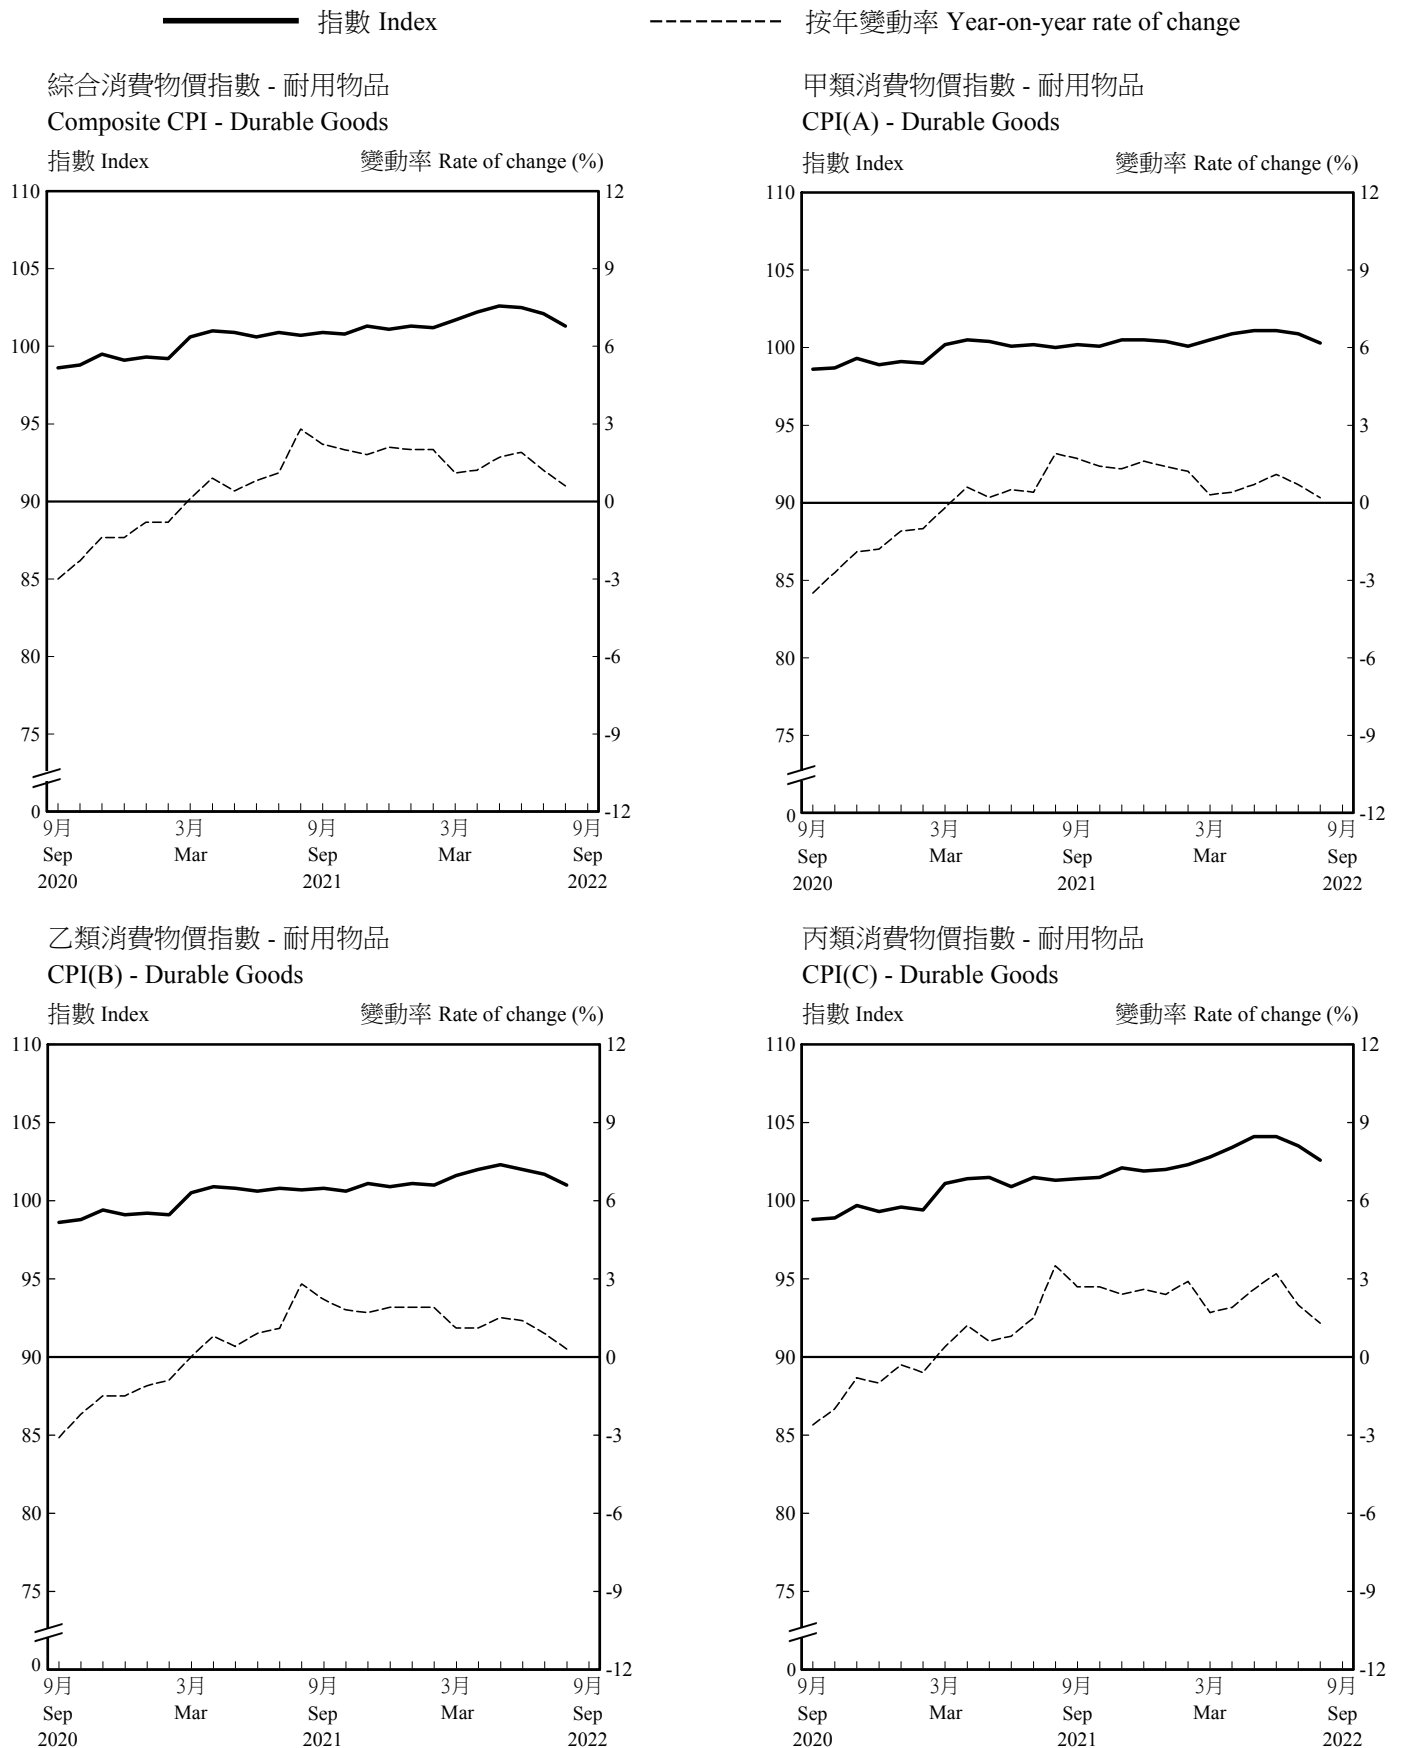 指數 Index
按年變動率 Year-on-year rate of change
綜合消費物價指數 - 耐用物品
Composite CPI - Durable Goods
指數 Index
變動率 Rate of change (%)
110
105
100
95
90
85
80
75
0
12
9
6
3
0
-3
-6
-9
-12
9月 3月 9月 3月 9月
Sep Mar Sep Mar Sep
2020 2021 2022
甲類消費物價指數 - 耐用物品
CPI(A) - Durable Goods
指數 Index
變動率 Rate of change (%)
110
105
100
95
90
85
80
75
0
12
9
6
3
0
-3
-6
-9
-12
9月 3月 9月 3月 9月
Sep Mar Sep Mar Sep
2020 2021 2022
乙類消費物價指數 - 耐用物品
CPI(B) - Durable Goods
指數 Index
變動率 Rate of change (%)
110
105
100
95
90
85
80
75
0
12
9
6
3
0
-3
-6
-9
-12
9月 3月 9月 3月 9月
Sep Mar Sep Mar Sep
2020 2021 2022
丙類消費物價指數 - 耐用物品
CPI(C) - Durable Goods
指數 Index
變動率 Rate of change (%)
110
105
100
95
90
85
80
75
0
12
9
6
3
0
-3
-6
-9
-12
9月 3月 9月 3月 9月
Sep Mar Sep Mar Sep
2020 2021 2022